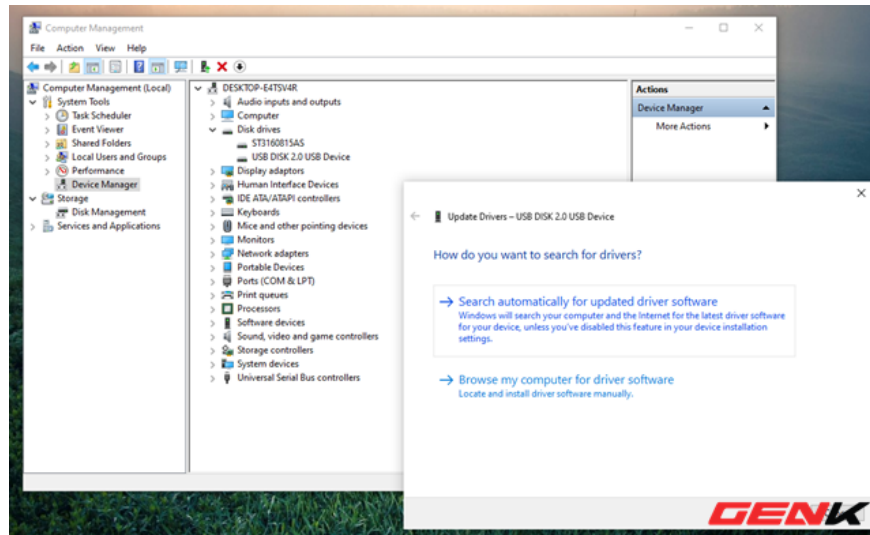 Computer Management
File Action View Help
Computer Management (Local)
System Tools
Task Scheduler
Event Viewer
Shared Folders
Local Users and Groups
Performance
Device Manager
Storage
Disk Management
Services and Applications
DESKTOP-E4TSV4R
Audio inputs and outputs
Computer
Disk drives
ST3160815AS
USB DISK 2.0 USB Device
Display adaptors
Human Interface Devices
IDE ATA/ATAPI controllers
Keyboards
Mice and other pointing devices
Monitors
Network adapters
Portable Devices
Ports (COM & LPT)
Print queues
Processors
Software devices
Sound, video and game controllers
Storage controllers
System devices
Universal Serial Bus controllers
Actions
Device Manager
More Actions
Update Drivers – USB DISK 2.0 USB Device
How do you want to search for drivers?
Search automatically for updated driver software
Windows will search your computer and the Internet for the latest driver software
for your device, unless you've disabled this feature in your device installation
settings.
Browse my computer for driver software
Locate and install driver software manually.
GENK